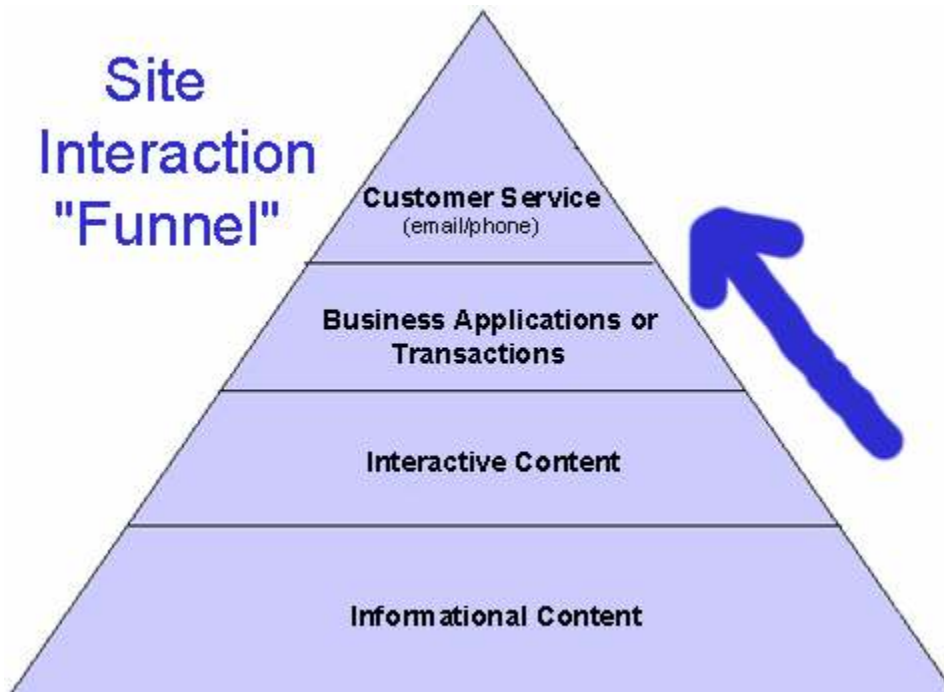 Site
Interaction
"Funnel"
Customer Service
(email/phone)
Business Applications or
Transactions
Interactive Content
Informational Content